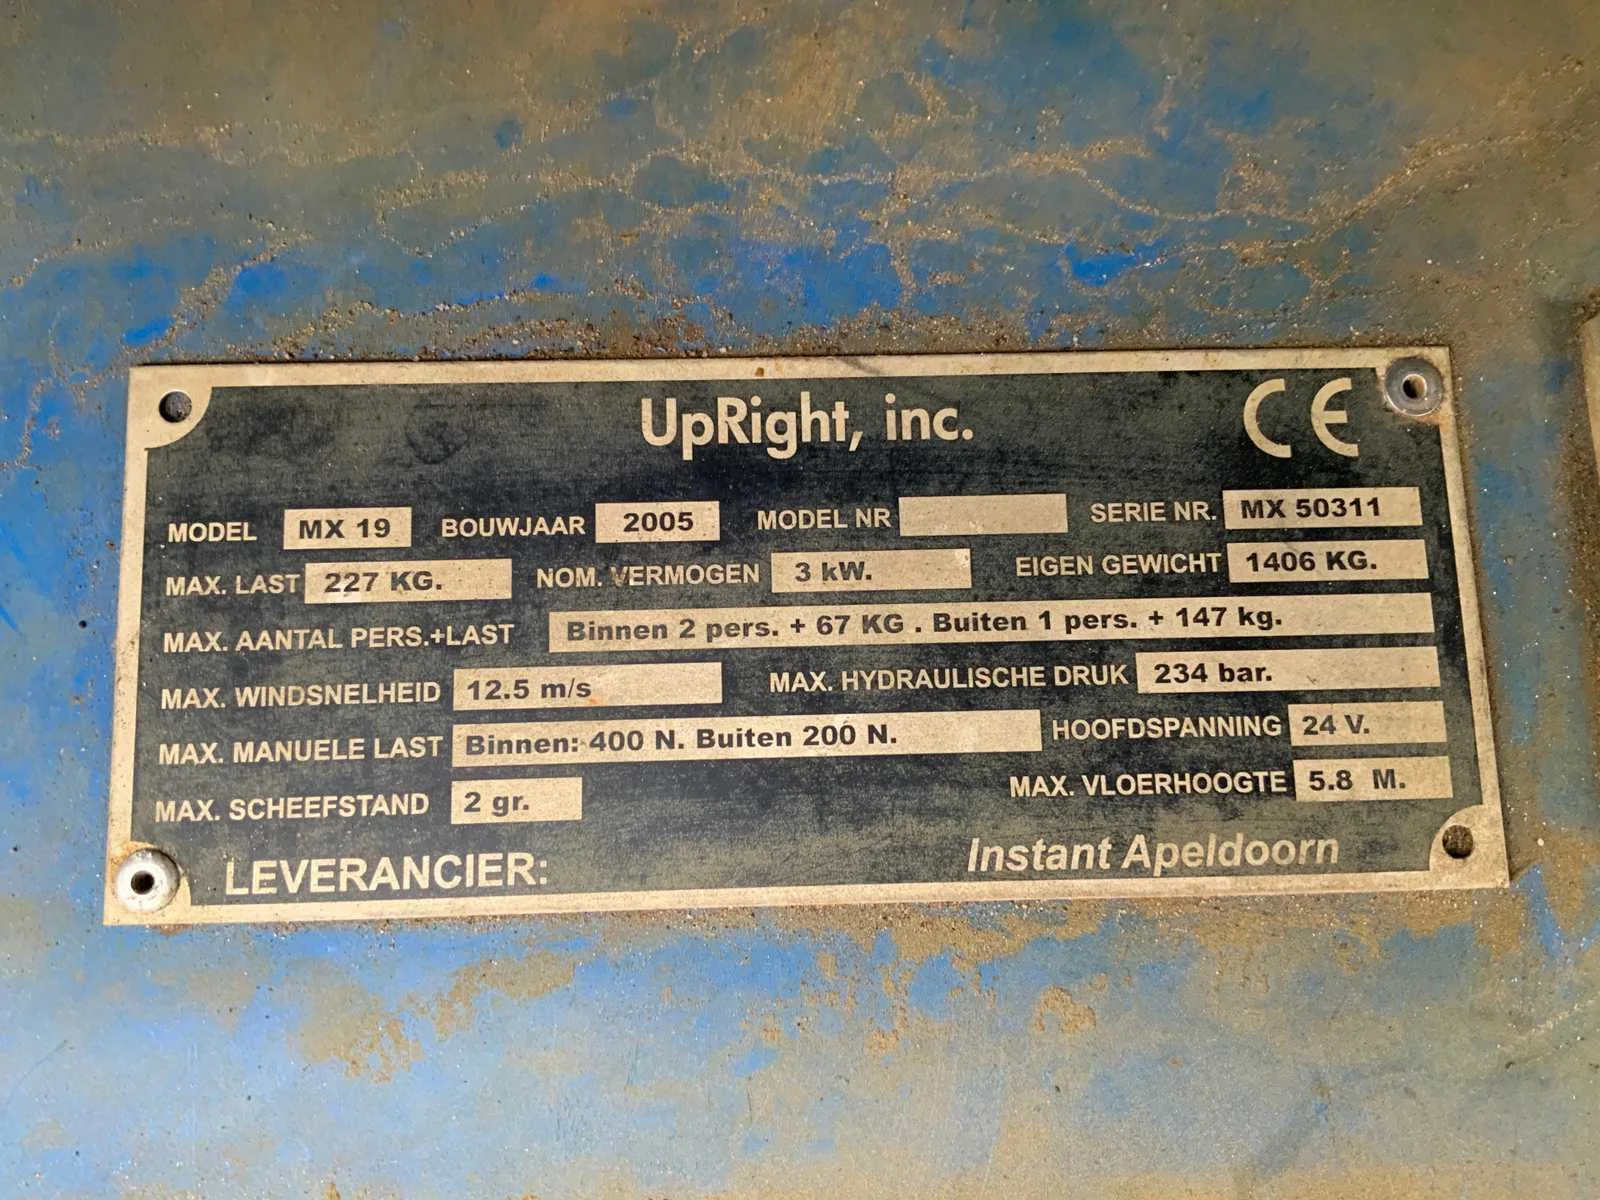 UpRight, inc. CE
MODEL MX 19 BOUWJAAR 2005 MODEL NR SERIE NR. MX 50311
MAX. LAST 227 KG. NOM. VERMOGEN 3 kW. EIGEN GEWICHT 1406 KG.
MAX. AANTAL PERS.+LAST Binnen 2 pers. + 67 KG . Buiten 1 pers. + 147 kg.
MAX. WINDSNELHEID 12.5 m/s MAX. HYDRAULISCHE DRUK 234 bar.
MAX. MANUELE LAST Binnen: 400 N. Buiten 200 N. HOOFDSPANNING 24 V.
MAX. SCHEEFSTAND 2 gr. MAX. VLOERHOOGTE 5.8 M.
LEVERANCIER: Instant Apeldoorn